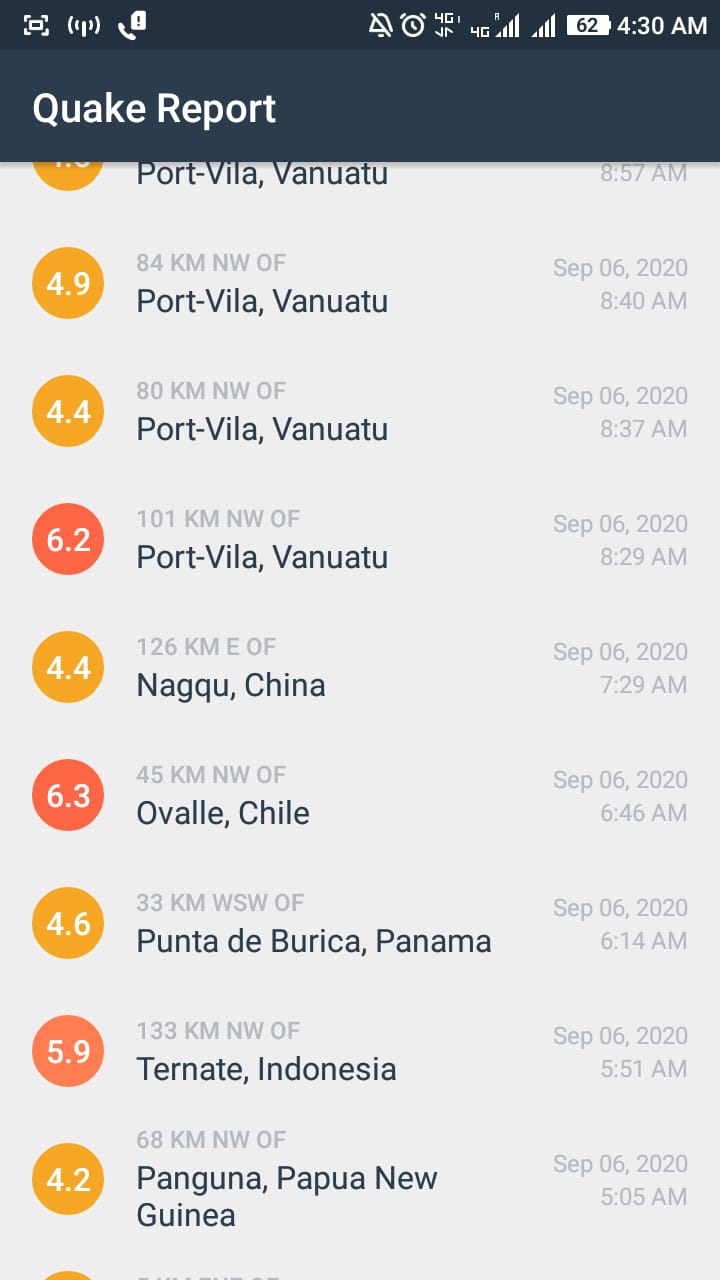 62 4:30 AM
Quake Report
Port-Vila, Vanuatu
8:57 AM
84 KM NW OF
4.9
Port-Vila, Vanuatu
Sep 06, 2020
8:40 AM
80 KM NW OF
4.4
Port-Vila, Vanuatu
Sep 06, 2020
8:37 AM
101 KM NW OF
6.2
Port-Vila, Vanuatu
Sep 06, 2020
8:29 AM
126 KM E OF
4.4
Nagqu, China
Sep 06, 2020
7:29 AM
45 KM NW OF
6.3
Ovalle, Chile
Sep 06, 2020
6:46 AM
33 KM WSW OF
4.6
Punta de Burica, Panama
Sep 06, 2020
6:14 AM
133 KM NW OF
5.9
Ternate, Indonesia
Sep 06, 2020
5:51 AM
68 KM NW OF
4.2
Panguna, Papua New
Guinea
Sep 06, 2020
5:05 AM